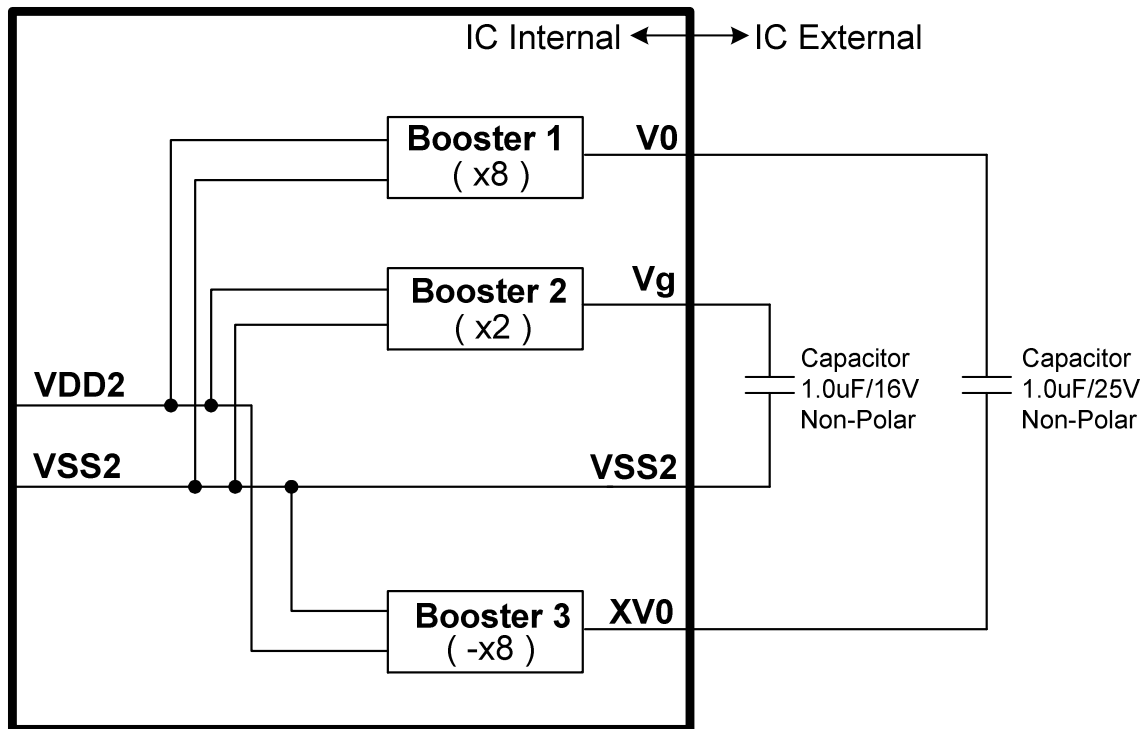 IC Internal
IC External
Booster 1
( x8 )
V0
Booster 2
( x2 )
Vg
Capacitor
1.0uF/16V
Non-Polar
Capacitor
1.0uF/25V
Non-Polar
VDD2
VSS2
VSS2
Booster 3
( -x8 )
XV0